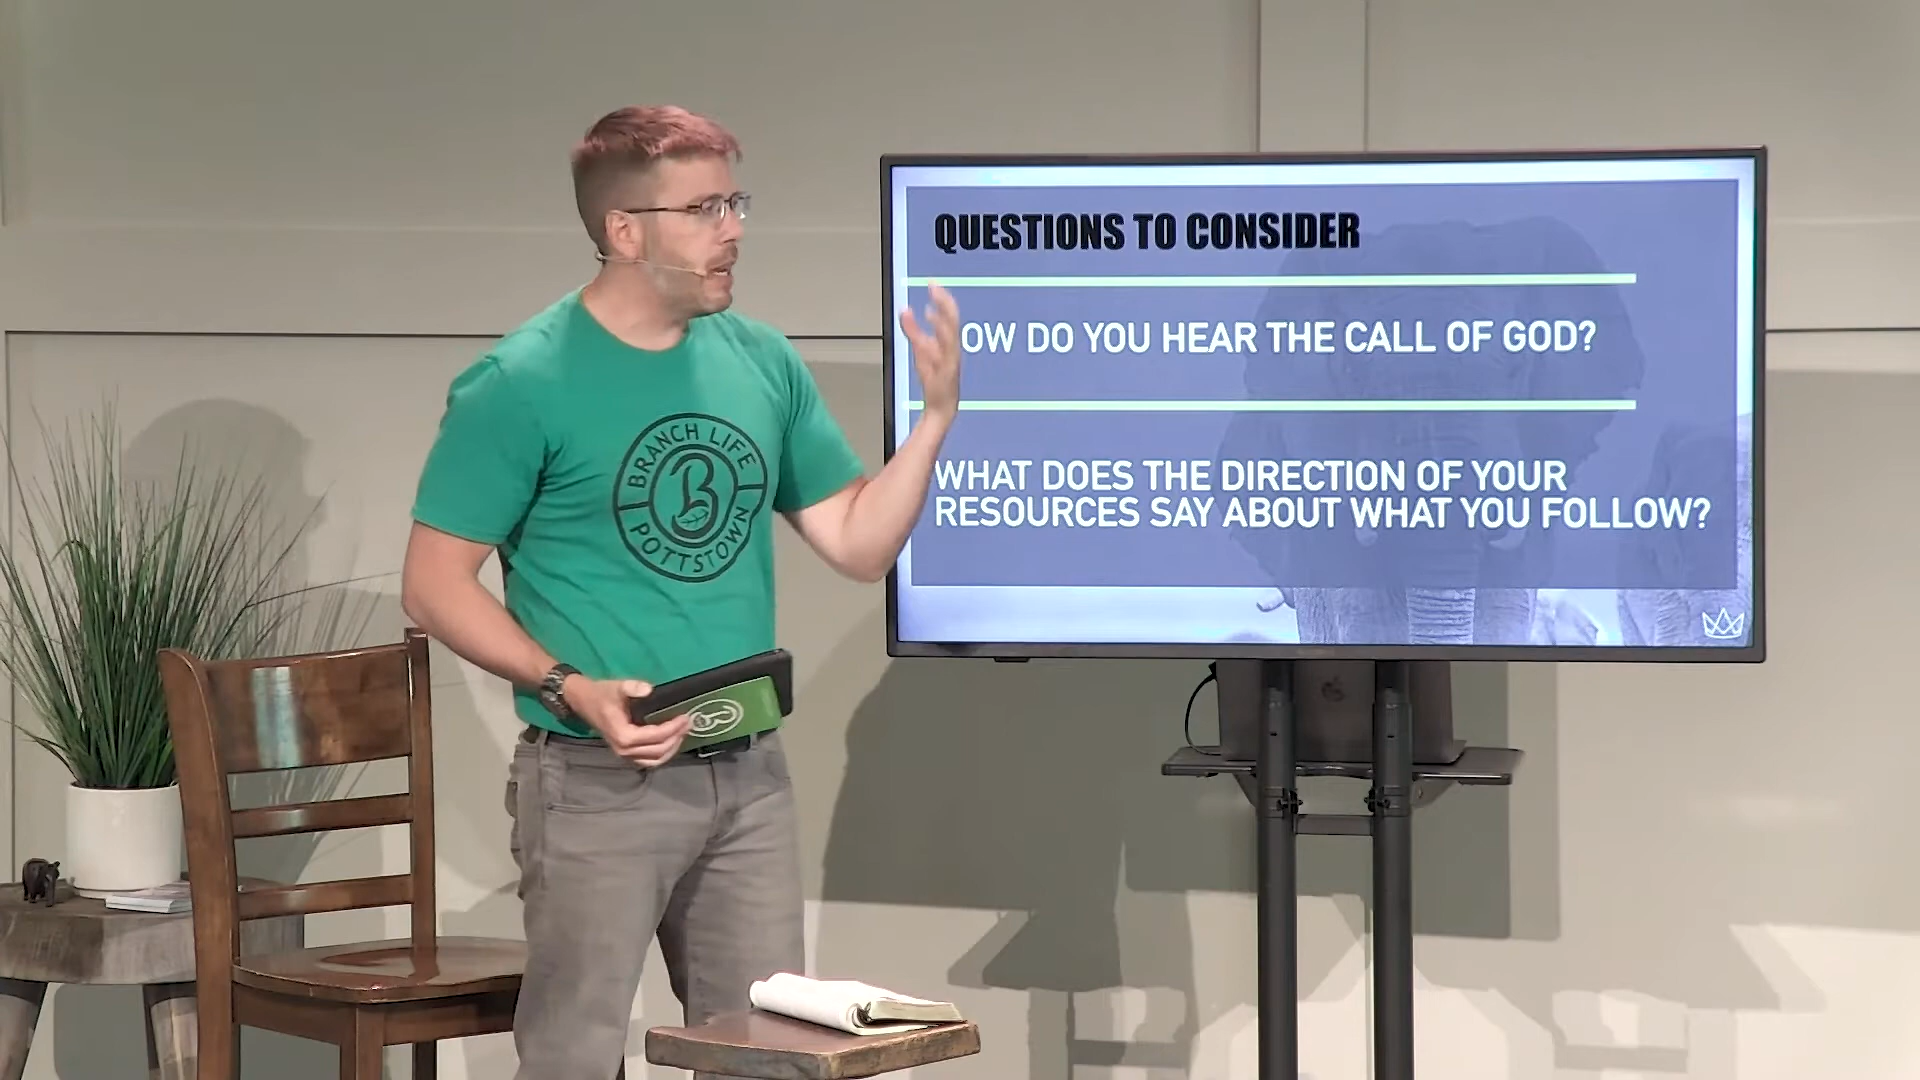 QUESTIONS TO CONSIDER
OW DO YOU HEAR THE CALL OF GOD?
WHAT DOES THE DIRECTION OF YOUR
RESOURCES SAY ABOUT WHAT YOU FOLLOW?
BRANCH LIFE
B
POTTSTOWN